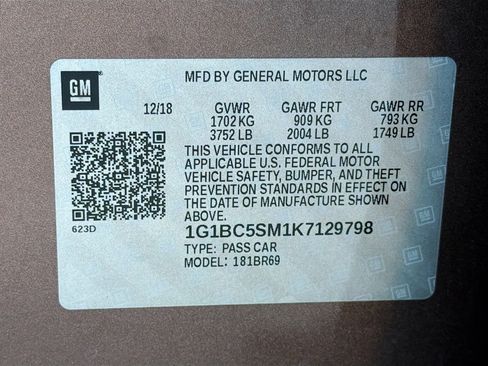 GM
MFD BY GENERAL MOTORS LLC
12/18 GVWR GAWR FRT GAWR RR
1702 KG 909 KG 793 KG
3752 LB 2004 LB 1749 LB
THIS VEHICLE CONFORMS TO ALL
APPLICABLE U.S. FEDERAL MOTOR
VEHICLE SAFETY, BUMPER, AND THEFT
PREVENTION STANDARDS IN EFFECT ON
THE DATE OF MANUFACTURE SHOWN
ABOVE.
623D
1G1BC5SM1K7129798
TYPE: PASS CAR
MODEL: 181BR69